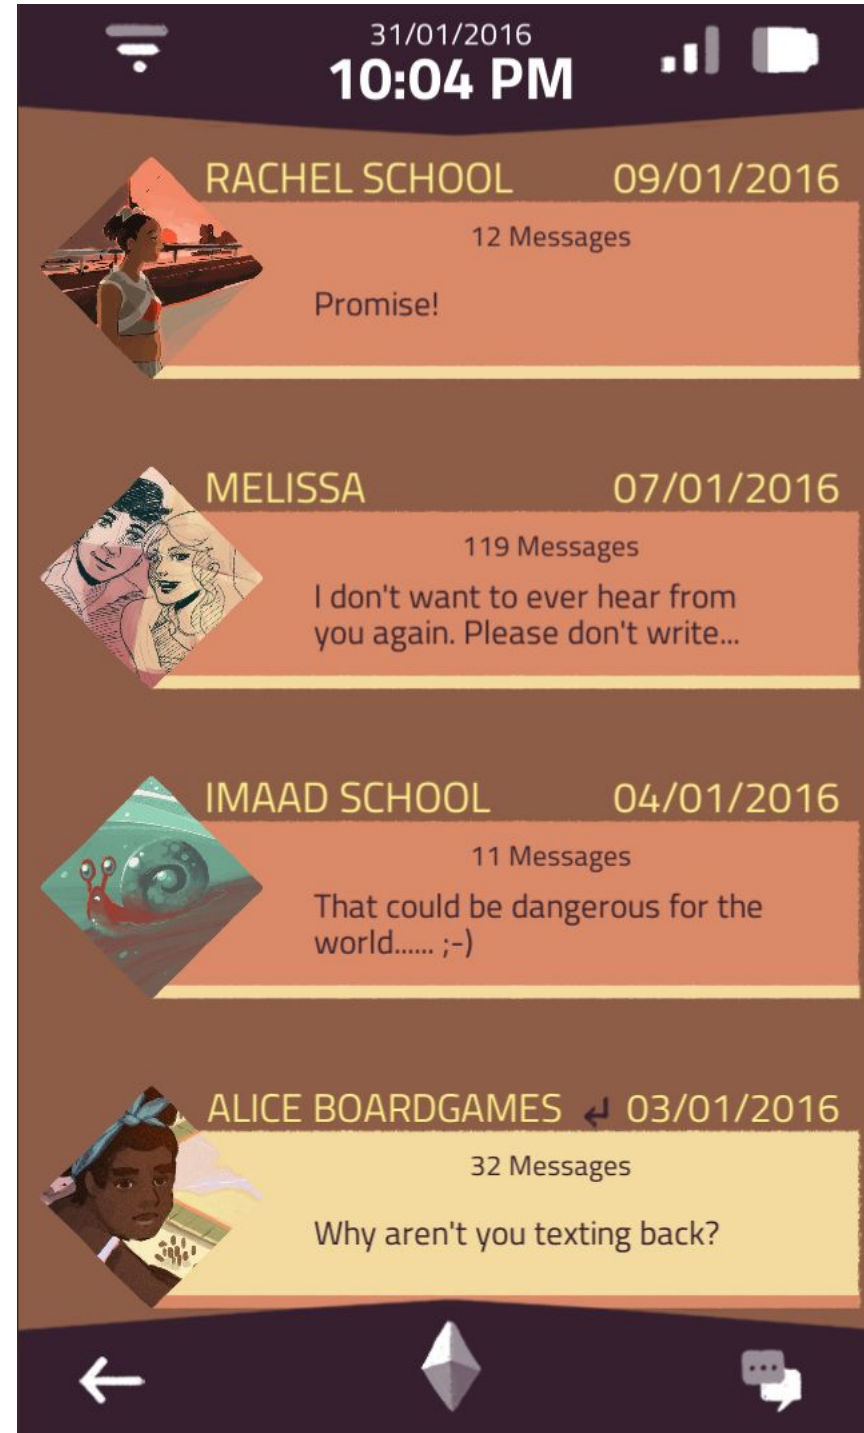 31/01/2016
10:04 PM
RACHEL SCHOOL 09/01/2016
12 Messages
Promise!
MELISSA 07/01/2016
119 Messages
I don't want to ever hear from
you again. Please don't write...
IMAAD SCHOOL 04/01/2016
11 Messages
That could be dangerous for the
world...... ;-)
ALICE BOARDGAMES 03/01/2016
32 Messages
Why aren't you texting back?